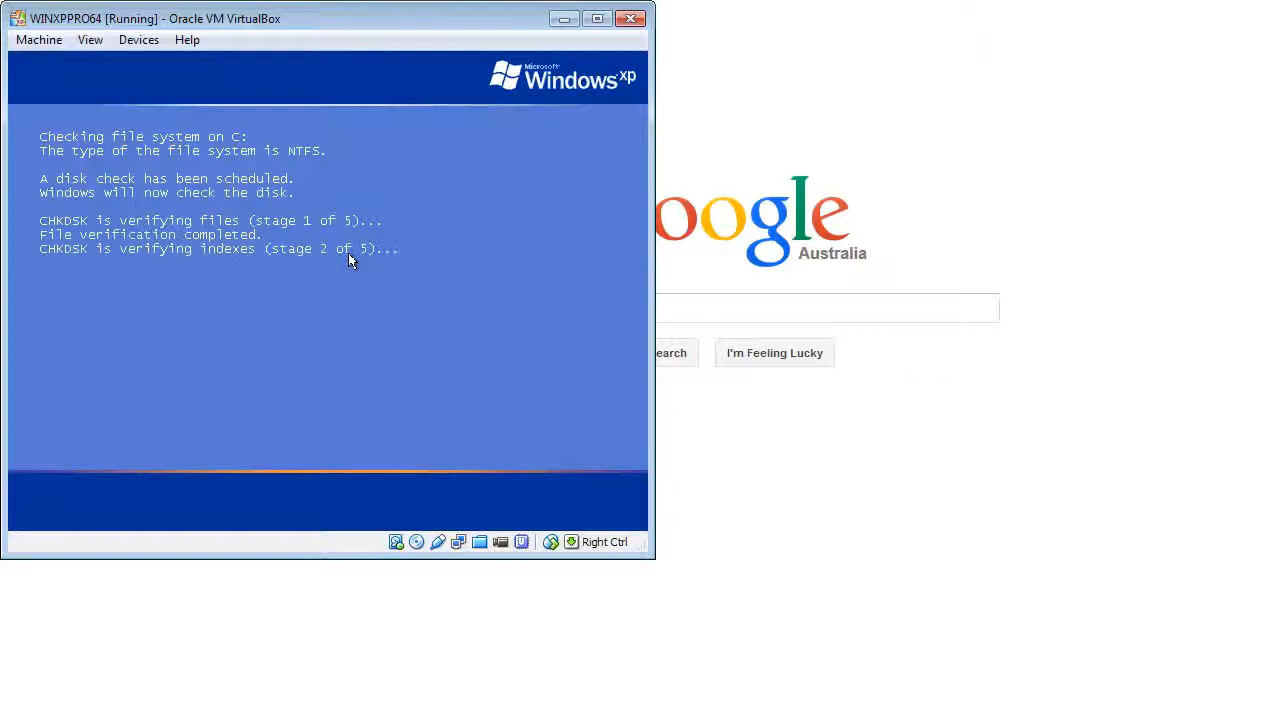 WINXPPRO64 [Running] - Oracle VM VirtualBox
Machine View Devices Help
Microsoft
Windows xp
Checking file system on C:
The type of the file system is NTFS.
A disk check has been scheduled.
Windows will now check the disk.
CHKDSK is verifying files (stage 1 of 5)...
File verification completed.
CHKDSK is verifying indexes (stage 2 of 5)...
Right Ctrl
oogle
Australia
earch I'm Feeling Lucky